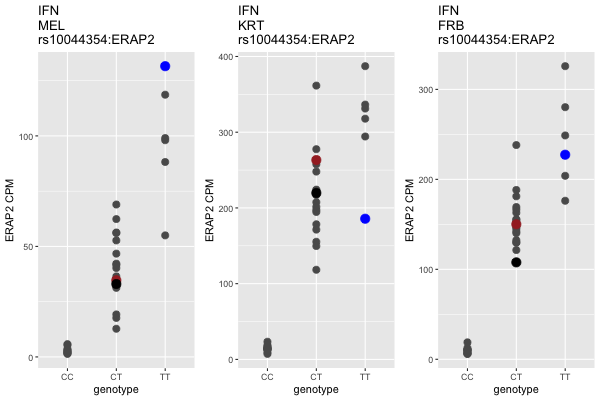 IFN
MEL
rs10044354:ERAP2
ERAP2 CPM
100
50
0
CC
CT
TT
genotype
IFN
KRT
rs10044354:ERAP2
ERAP2 CPM
400
300
200
100
0
CC
CT
TT
genotype
IFN
FRB
rs10044354:ERAP2
ERAP2 CPM
300
200
100
0
CC
CT
TT
genotype